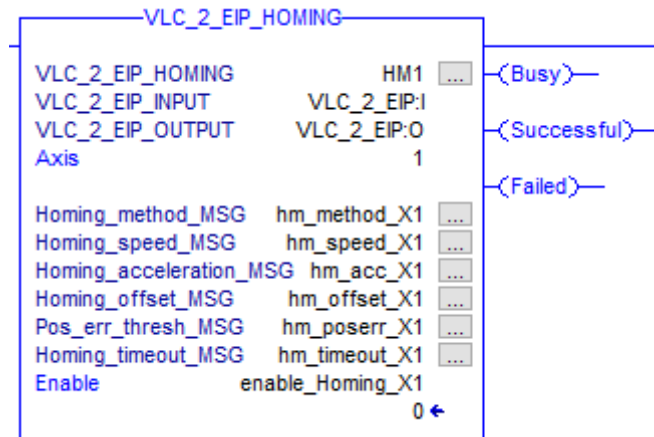 VLC_2_EIP_HOMING
VLC_2_EIP_HOMING HM1 ... (Busy)
VLC_2_EIP_INPUT VLC_2_EIP:I
VLC_2_EIP_OUTPUT VLC_2_EIP:O (Successful)
Axis 1
(Failed)
Homing_method_MSG hm_method_X1 ...
Homing_speed_MSG hm_speed_X1 ...
Homing_acceleration_MSG hm_acc_X1 ...
Homing_offset_MSG hm_offset_X1 ...
Pos_err_thresh_MSG hm_poserr_X1 ...
Homing_timeout_MSG hm_timeout_X1 ...
Enable enable_Homing_X1
0